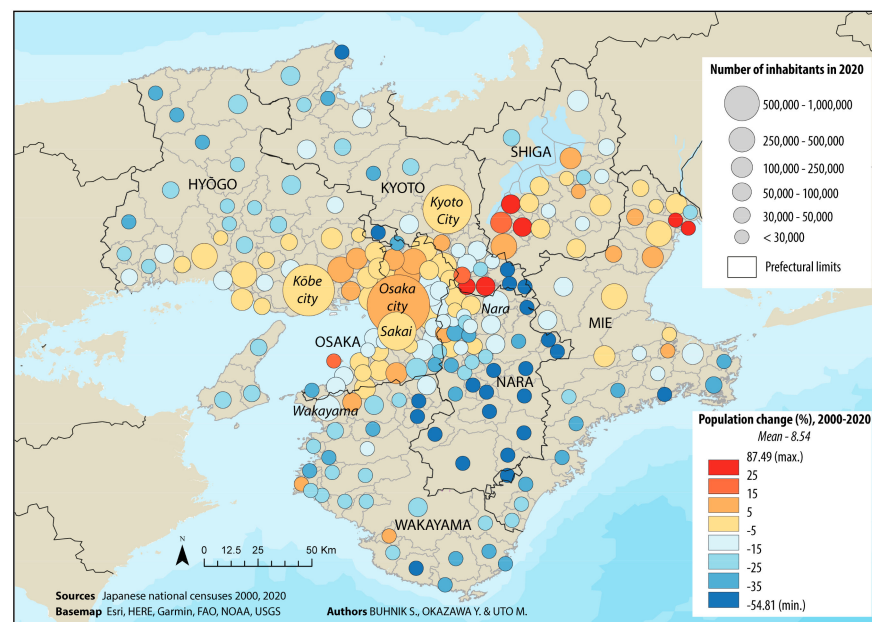 Number of inhabitants in 2020
500,000 - 1,000,000
250,000 - 500,000
100,000 - 250,000
50,000 - 100,000
30,000 - 50,000
< 30,000
Prefectural limits
SHIGA
HYŌGO
KYOTO
Kyoto
City
Kōbe
city
Osaka
city
Nara
Sakai
MIE
OSAKA
NARA
Wakayama
WAKAYAMA
Population change (%), 2000-2020
Mean - 8.54
87.49 (max.)
25
15
5
-5
-15
-25
-35
-54.81 (min.)
N
0 12.5 25 50 Km
Sources Japanese national censuses 2000, 2020
Basemap Esri, HERE, Garmin, FAO, NOAA, USGS
Authors BUHNIK S., OKAZAWA Y. & UTO M.